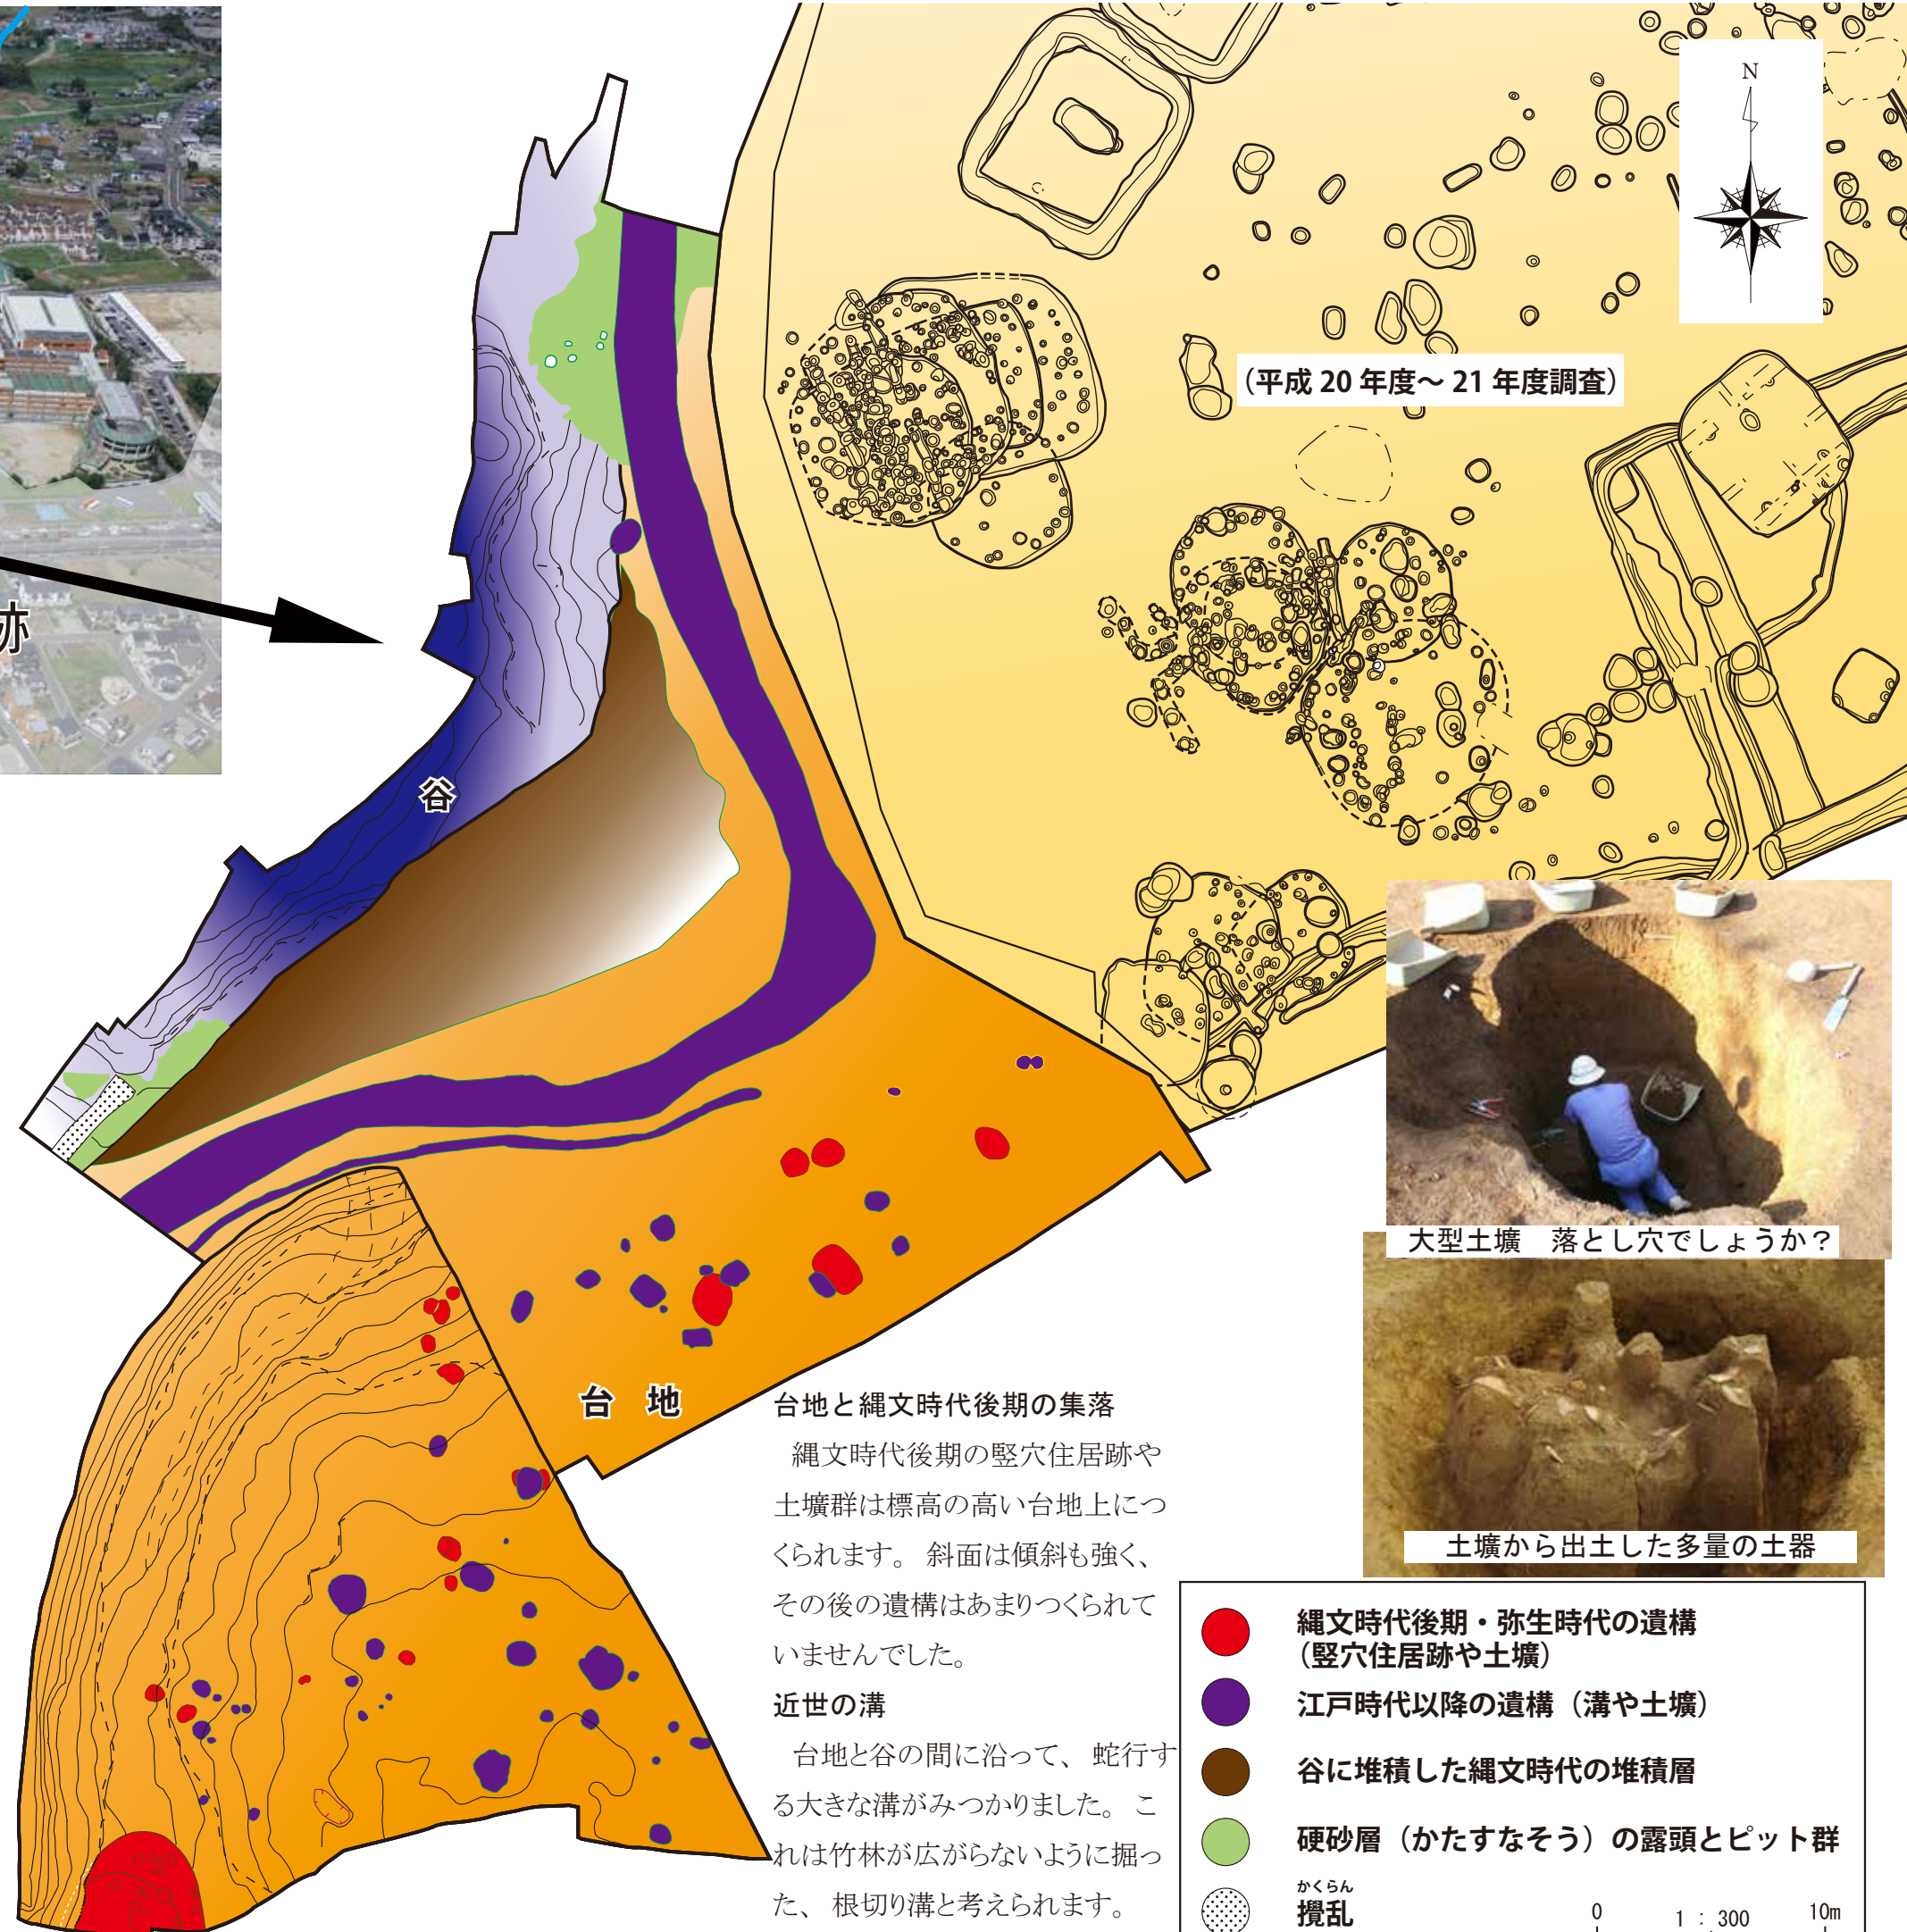 N
(平成 20 年度〜 21 年度調査)
跡
谷
大型土壙　落とし穴でしょうか？
土壙から出土した多量の土器
台　地
台地と縄文時代後期の集落
縄文時代後期の竪穴住居跡や
土壙群は標高の高い台地上につ
くられます。 斜面は傾斜も強く、
その後の遺構はあまりつくられて
いませんでした。
近世の溝
台地と谷の間に沿って、 蛇行す
る大きな溝がみつかりました。 こ
れは竹林が広がらないように掘っ
た、 根切り溝と考えられます。
縄文時代後期・弥生時代の遺構
（竪穴住居跡や土壙）
江戸時代以降の遺構（溝や土壙）
谷に堆積した縄文時代の堆積層
硬砂層（かたすなそう）の露頭とピット群
かくらん
攪乱
0 1 : 300 10m